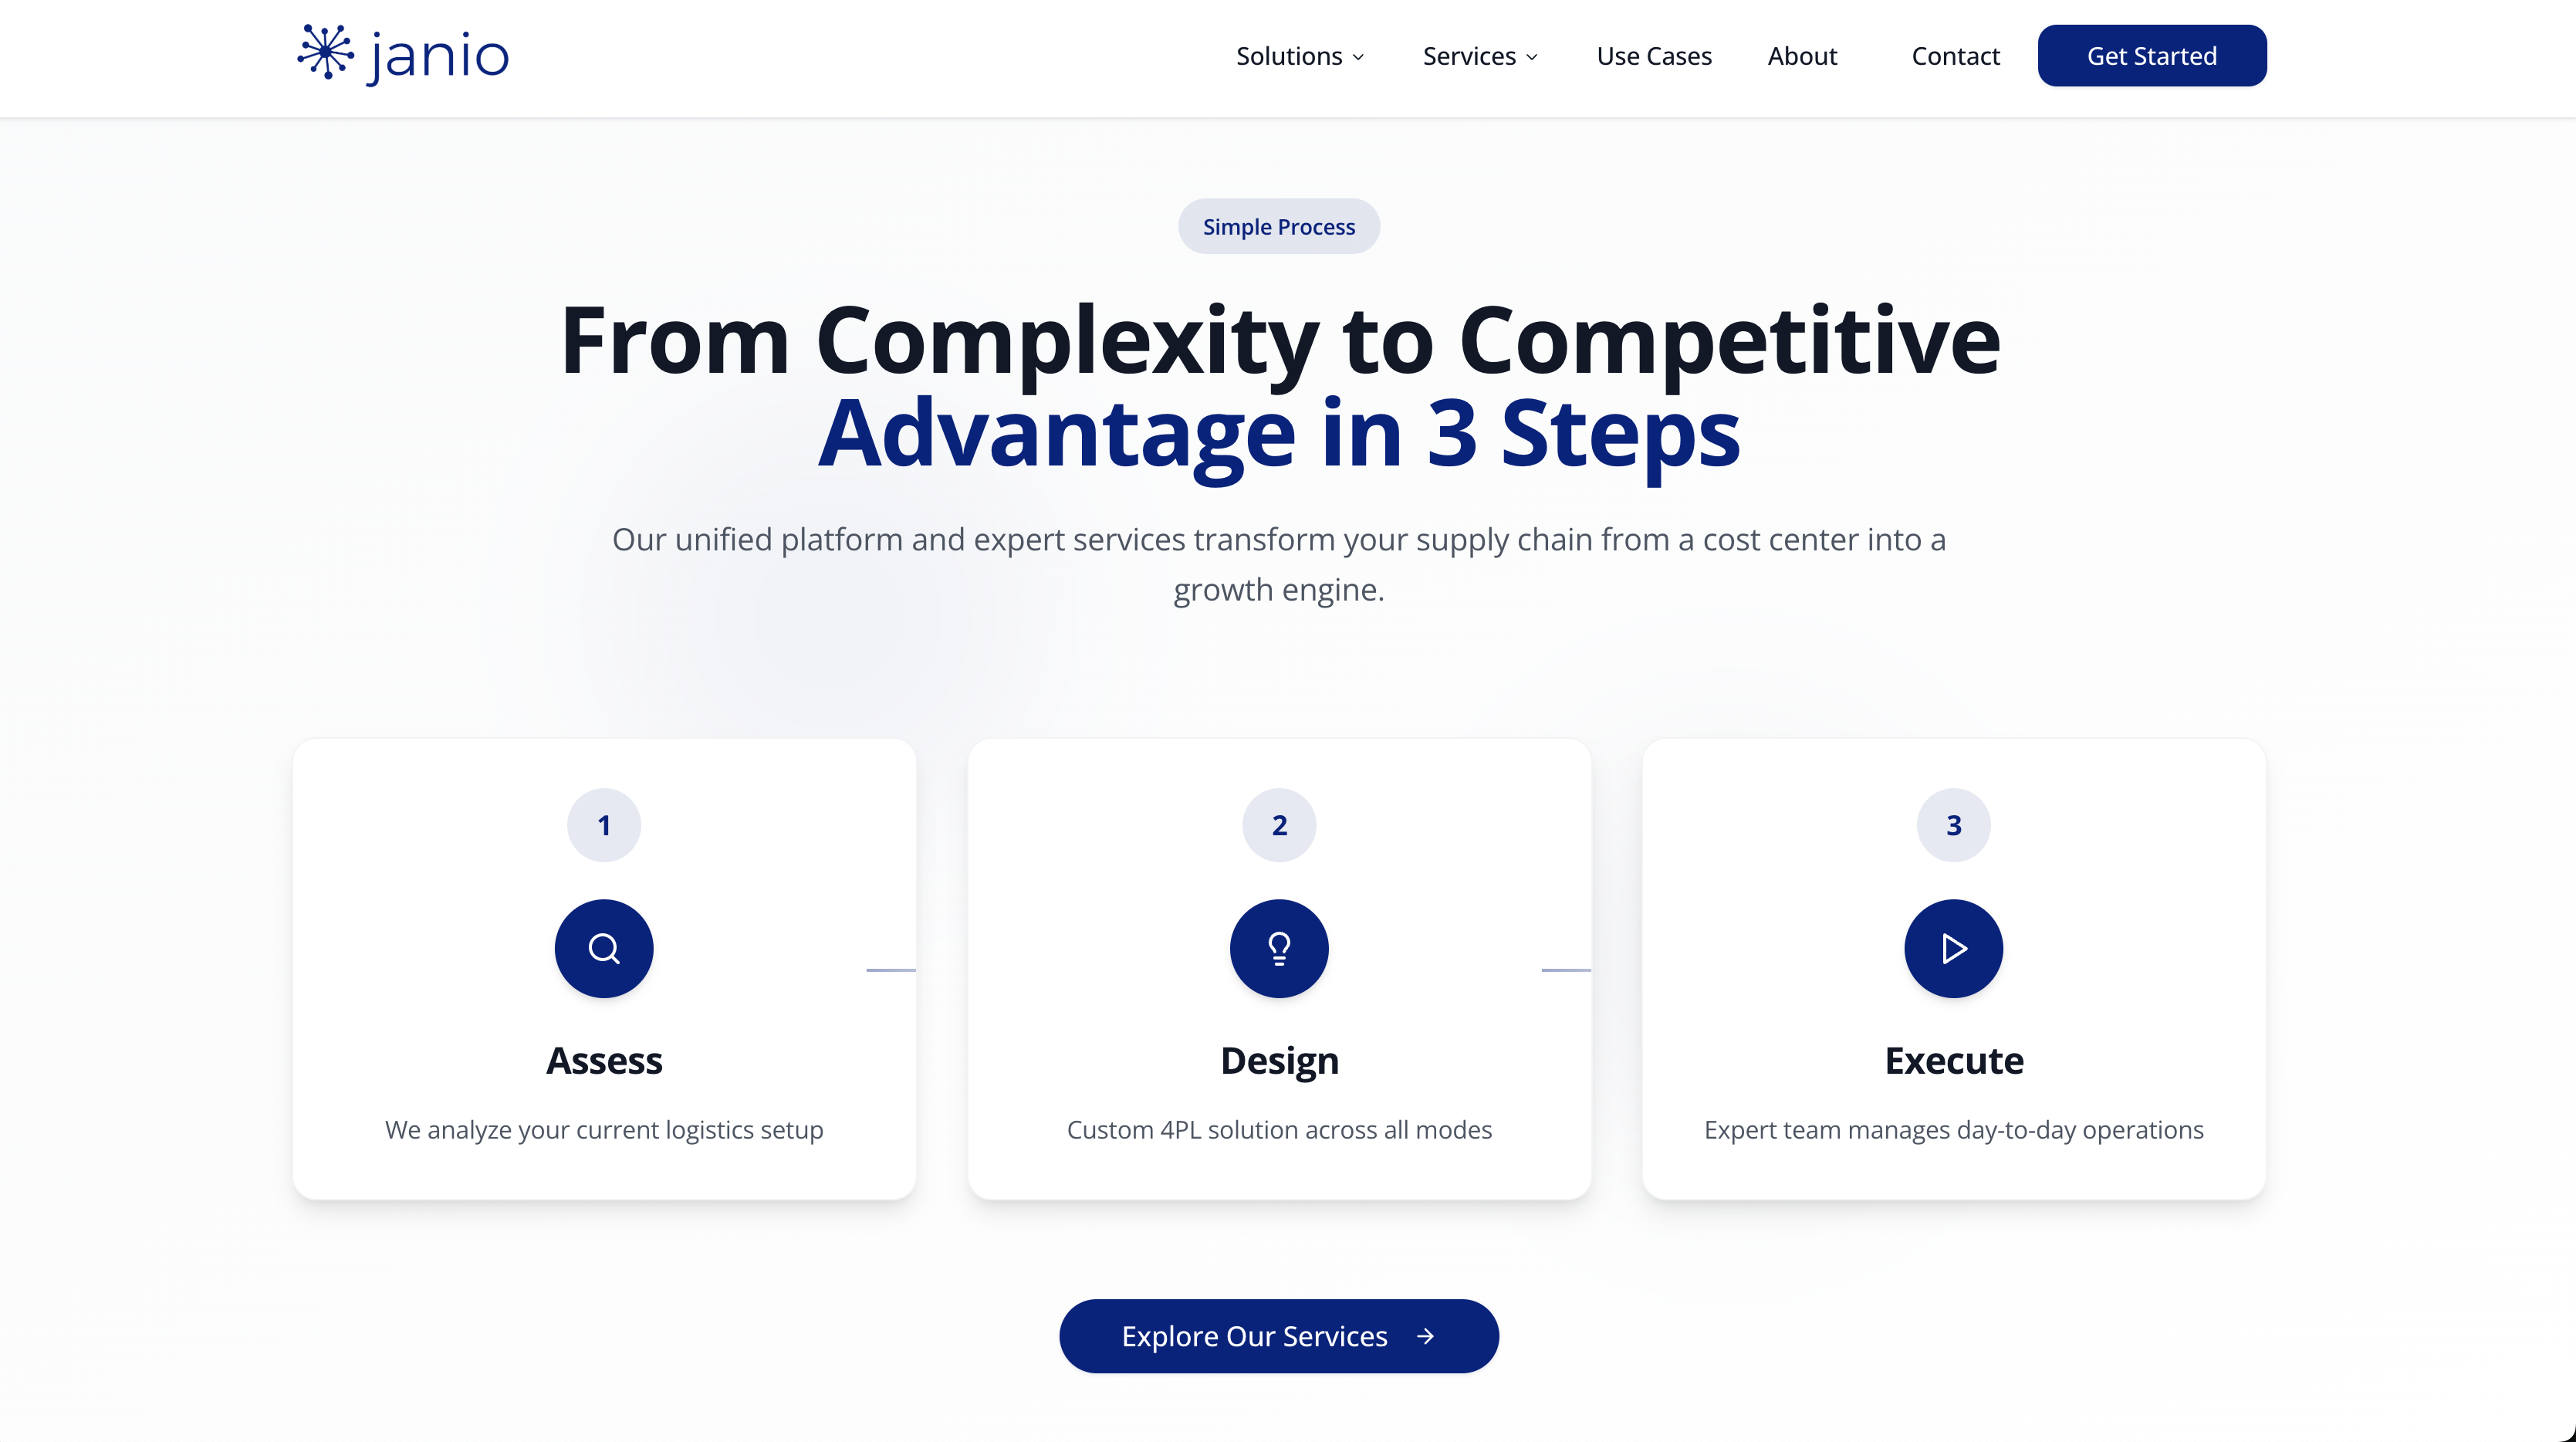 janio
Solutions
Services
Use Cases
About
Contact
Get Started
Simple Process
From Complexity to Competitive
Advantage in 3 Steps
Our unified platform and expert services transform your supply chain from a cost center into a
growth engine.
1
Assess
We analyze your current logistics setup
2
Design
Custom 4PL solution across all modes
3
Execute
Expert team manages day-to-day operations
Explore Our Services